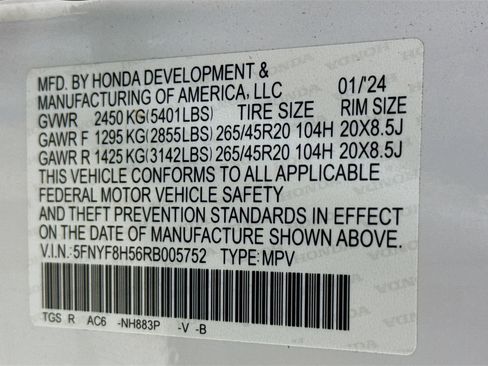 MFD. BY HONDA DEVELOPMENT &
MANUFACTURING OF AMERICA, LLC 01/24
GVWR 2450 KG(5401LBS) TIRE SIZE RIM SIZE
GAWR F 1295 KG(2855LBS) 265/45R20 104H 20X8.5J
GAWR R 1425 KG(3142LBS) 265/45R20 104H 20X8.5J
THIS VEHICLE CONFORMS TO ALL APPLICABLE
FEDERAL MOTOR VEHICLE SAFETY
AND THEFT PREVENTION STANDARDS IN EFFECT
ON THE DATE OF MANUFACTURE SHOWN ABOVE.
V.I.N.: 5FNYF8H56RB005752 TYPE: MPV
TGS R AC6 -NH883P -V -B